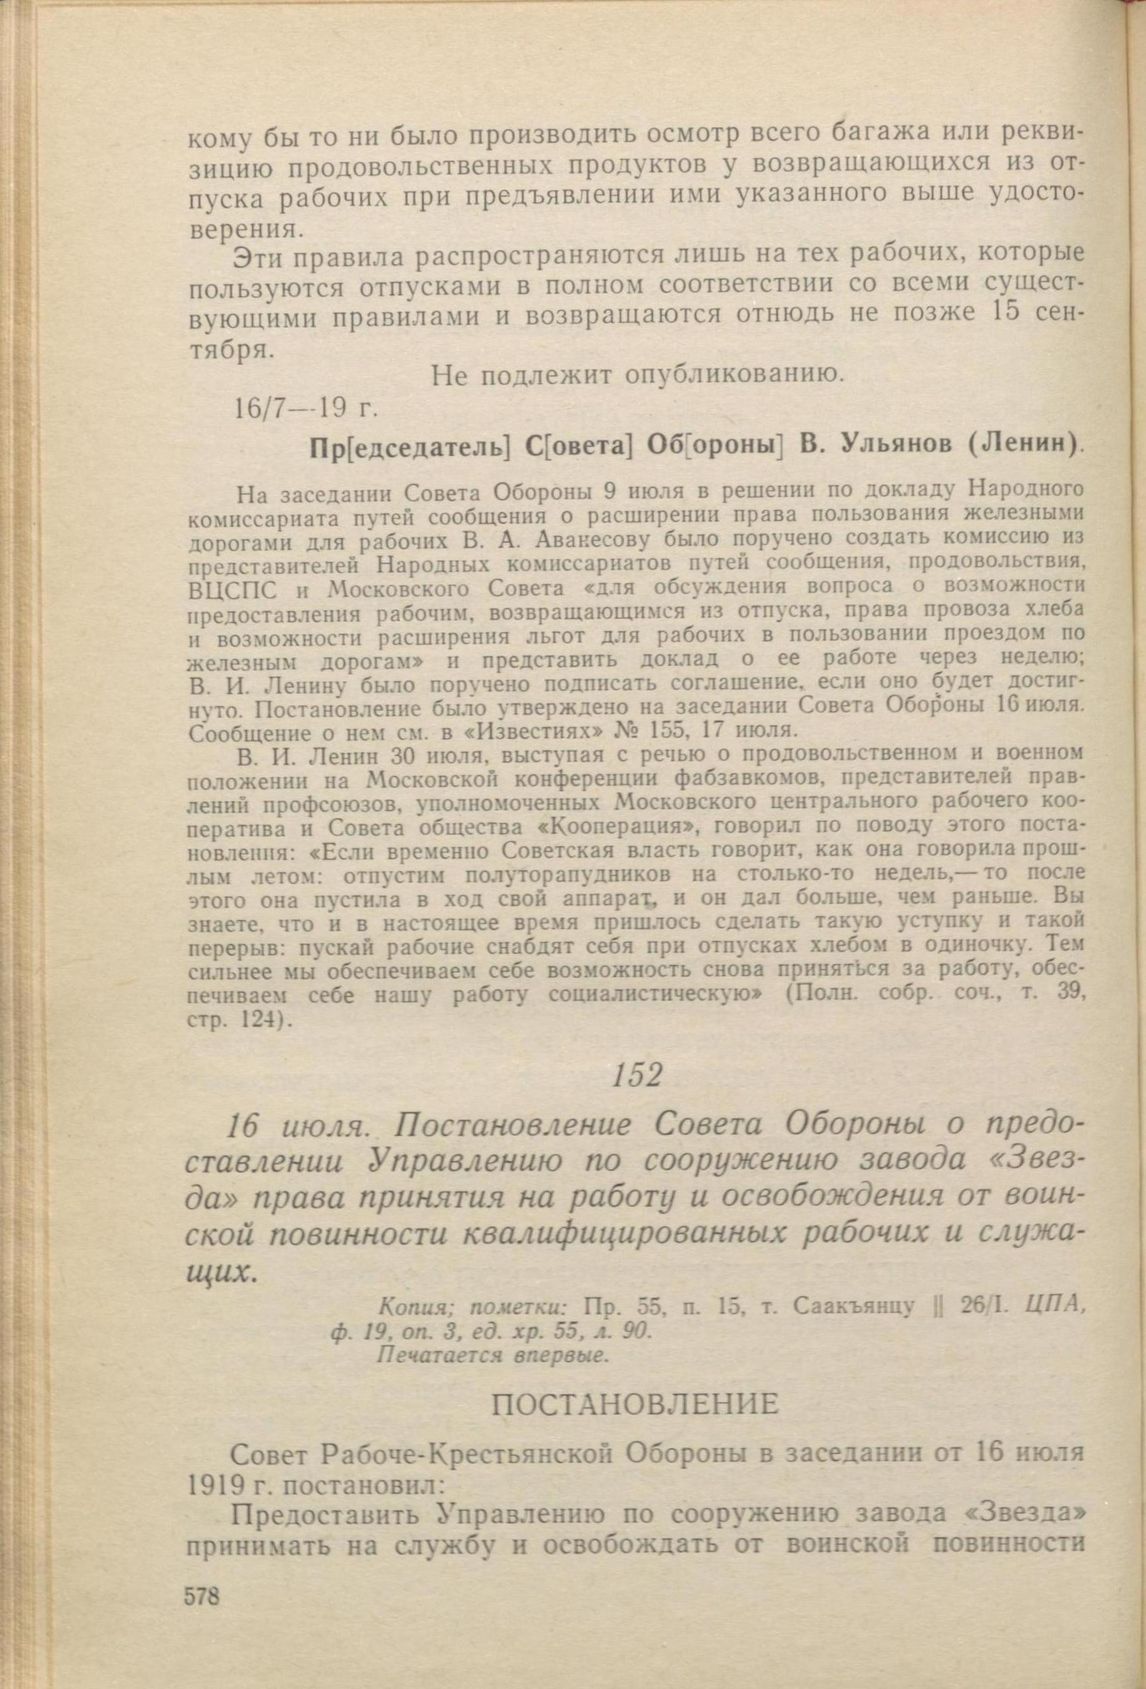 кому бы то ни было производить осмотр всего багажа или рекви-
зицию продовольственных продуктов у возвращающихся из от-
пуска рабочих при предъявлении ими указанного выше удосто-
верения.
Эти правила распространяются лишь на тех рабочих, которые
пользуются отпусками в полном соответствии со всеми сущест-
вующими правилами и возвращаются отнюдь не позже 15 сен-
тября.
Не подлежит опубликованию.
16/7—19 г.
Пр[едседатель] С[овета] Об[ороны] В. Ульянов (Ленин).
На заседании Совета Обороны 9 июля в решении по докладу Народного
комиссариата путей сообщения о расширении права пользования железными
дорогами для рабочих В. А. Аванесову было поручено создать комиссию из
представителей Народных комиссариатов путей сообщения, продовольствия,
ВЦСПС и Московского Совета «для обсуждения вопроса о возможности
предоставления рабочим, возвращающимся из отпуска, права провоза хлеба
и возможности расширения льгот для рабочих в пользовании проездом по
железным дорогам» и представить доклад о ее работе через неделю;
В. И. Ленину было поручено подписать соглашение, если оно будет достиг-
нуто. Постановление было утверждено на заседании Совета Обороны 16 июля.
Сообщение о нем см. в «Известиях» № 155, 17 июля.
В. И. Ленин 30 июля, выступая с речью о продовольственном и военном
положении на Московской конференции фабзавкомов, представителей прав-
лений профсоюзов, уполномоченных Московского центрального рабочего коо-
ператива и Совета общества «Кооперация», говорил по поводу этого поста-
новления: «Если временно Советская власть говорит, как она говорила прош-
лым летом: отпустим полуторапудников на столько-то недель,— то после
этого она пустила в ход свой аппарат, и он дал больше, чем раньше. Вы
знаете, что и в настоящее время пришлось сделать такую уступку и такой
перерыв: пускай рабочие снабдят себя при отпусках хлебом в одиночку. Тем
сильнее мы обеспечиваем себе возможность снова приняться за работу, обес-
печиваем себе нашу работу социалистическую» (Полн. собр. соч., т. 39,
стр. 124).
152
16 июля. Постановление Совета Обороны о предо-
ставлении Управлению по сооружению завода «Звез-
да» права принятия на работу и освобождения от воин-
ской повинности квалифицированных рабочих и служа-
щих.
Копия; пометки: Пр. 55, п. 15, т. Саакъянцу || 26/I. ЦПА,
ф. 19, оп. 3, ед. хр. 55, л. 90.
Печатается впервые.
ПОСТАНОВЛЕНИЕ
Совет Рабоче-Крестьянской Обороны в заседании от 16 июля
1919 г. постановил:
Предоставить Управлению по сооружению завода «Звезда»
принимать на службу и освобождать от воинской повинности
578